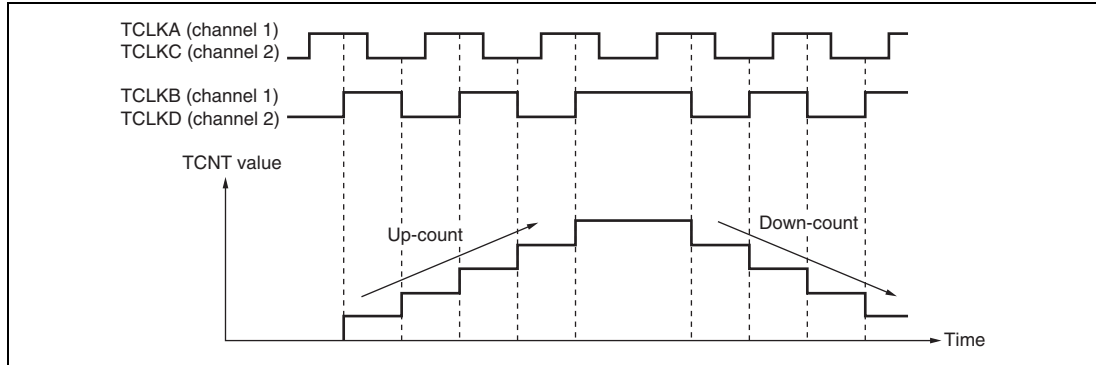 TCLKA (channel 1)
TCLKC (channel 2)
TCLKB (channel 1)
TCLKD (channel 2)
TCNT value
Up-count
Down-count
Time